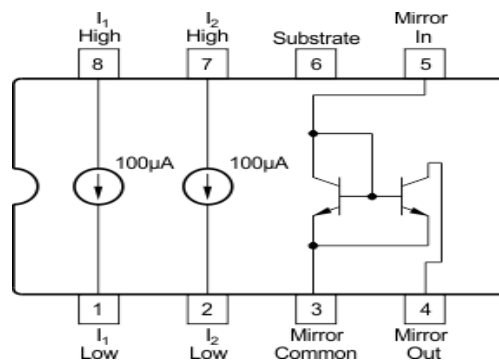 I1 High
I2 High
Substrate
Mirror In
8
7
6
5
100µA
100µA
1
2
3
4
I1 Low
I2 Low
Mirror Common
Mirror Out